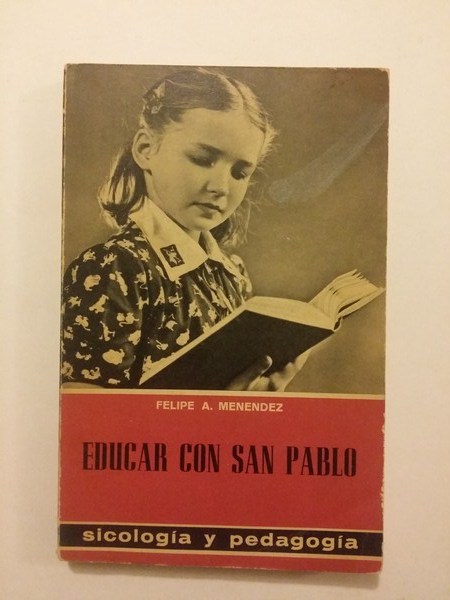 FELIPE A. MENENDEZ
EDUCAR CON SAN PABLO
sicología y pedagogía